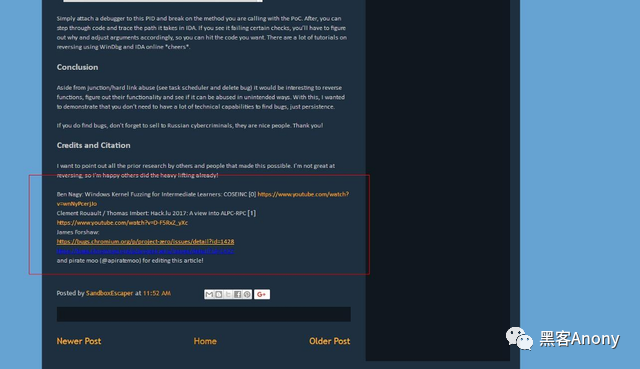 Simply attach a debugger to this PID and break on the method you are calling with the PoC. After, you can
step through code and trace the path it takes in IDA. If you see it failing certain checks, you'll have to figure
out why and adjust arguments accordingly, so you can hit the code you want. There are a lot of tutorials on
reversing using WinDbg and IDA online *cheers*.
Conclusion
Aside from junction/hard link abuse (see task scheduler and delete bug) it would be interesting to reverse
functions, figure out their functionality and see if it can be abused in unintended ways. With this, I wanted
to demonstrate that you don't need to have a lot of technical capabilities to find bugs, just persistence.
If you do find bugs, don't forget to sell to Russian cybercriminals, they are nice people. Thank you!
Credits and Citation
I want to point out all the prior research by others and people that made this possible. I'm not great at
reversing, so I'm happy others did the heavy lifting already!
Ben Nagy: Windows Kernel Fuzzing for Intermediate Learners: COSEINC [0] https://www.youtube.com/watch?
Clement Rouault / Thomas Imbert: Hack.lu 2017: A view into ALPC-RPC [1]
https://www.youtube.com/watch?v=D-F5RxZ_yXc
James Forshaw:
https://bugs.chromium.org/p/project-zero/issues/detail?id=1428
and pirate moo (@apiratemoo) for editing this article!
Posted by SandboxEscaper at 11:52 AM
Newer Post
Home
Older Post
黑客Anony